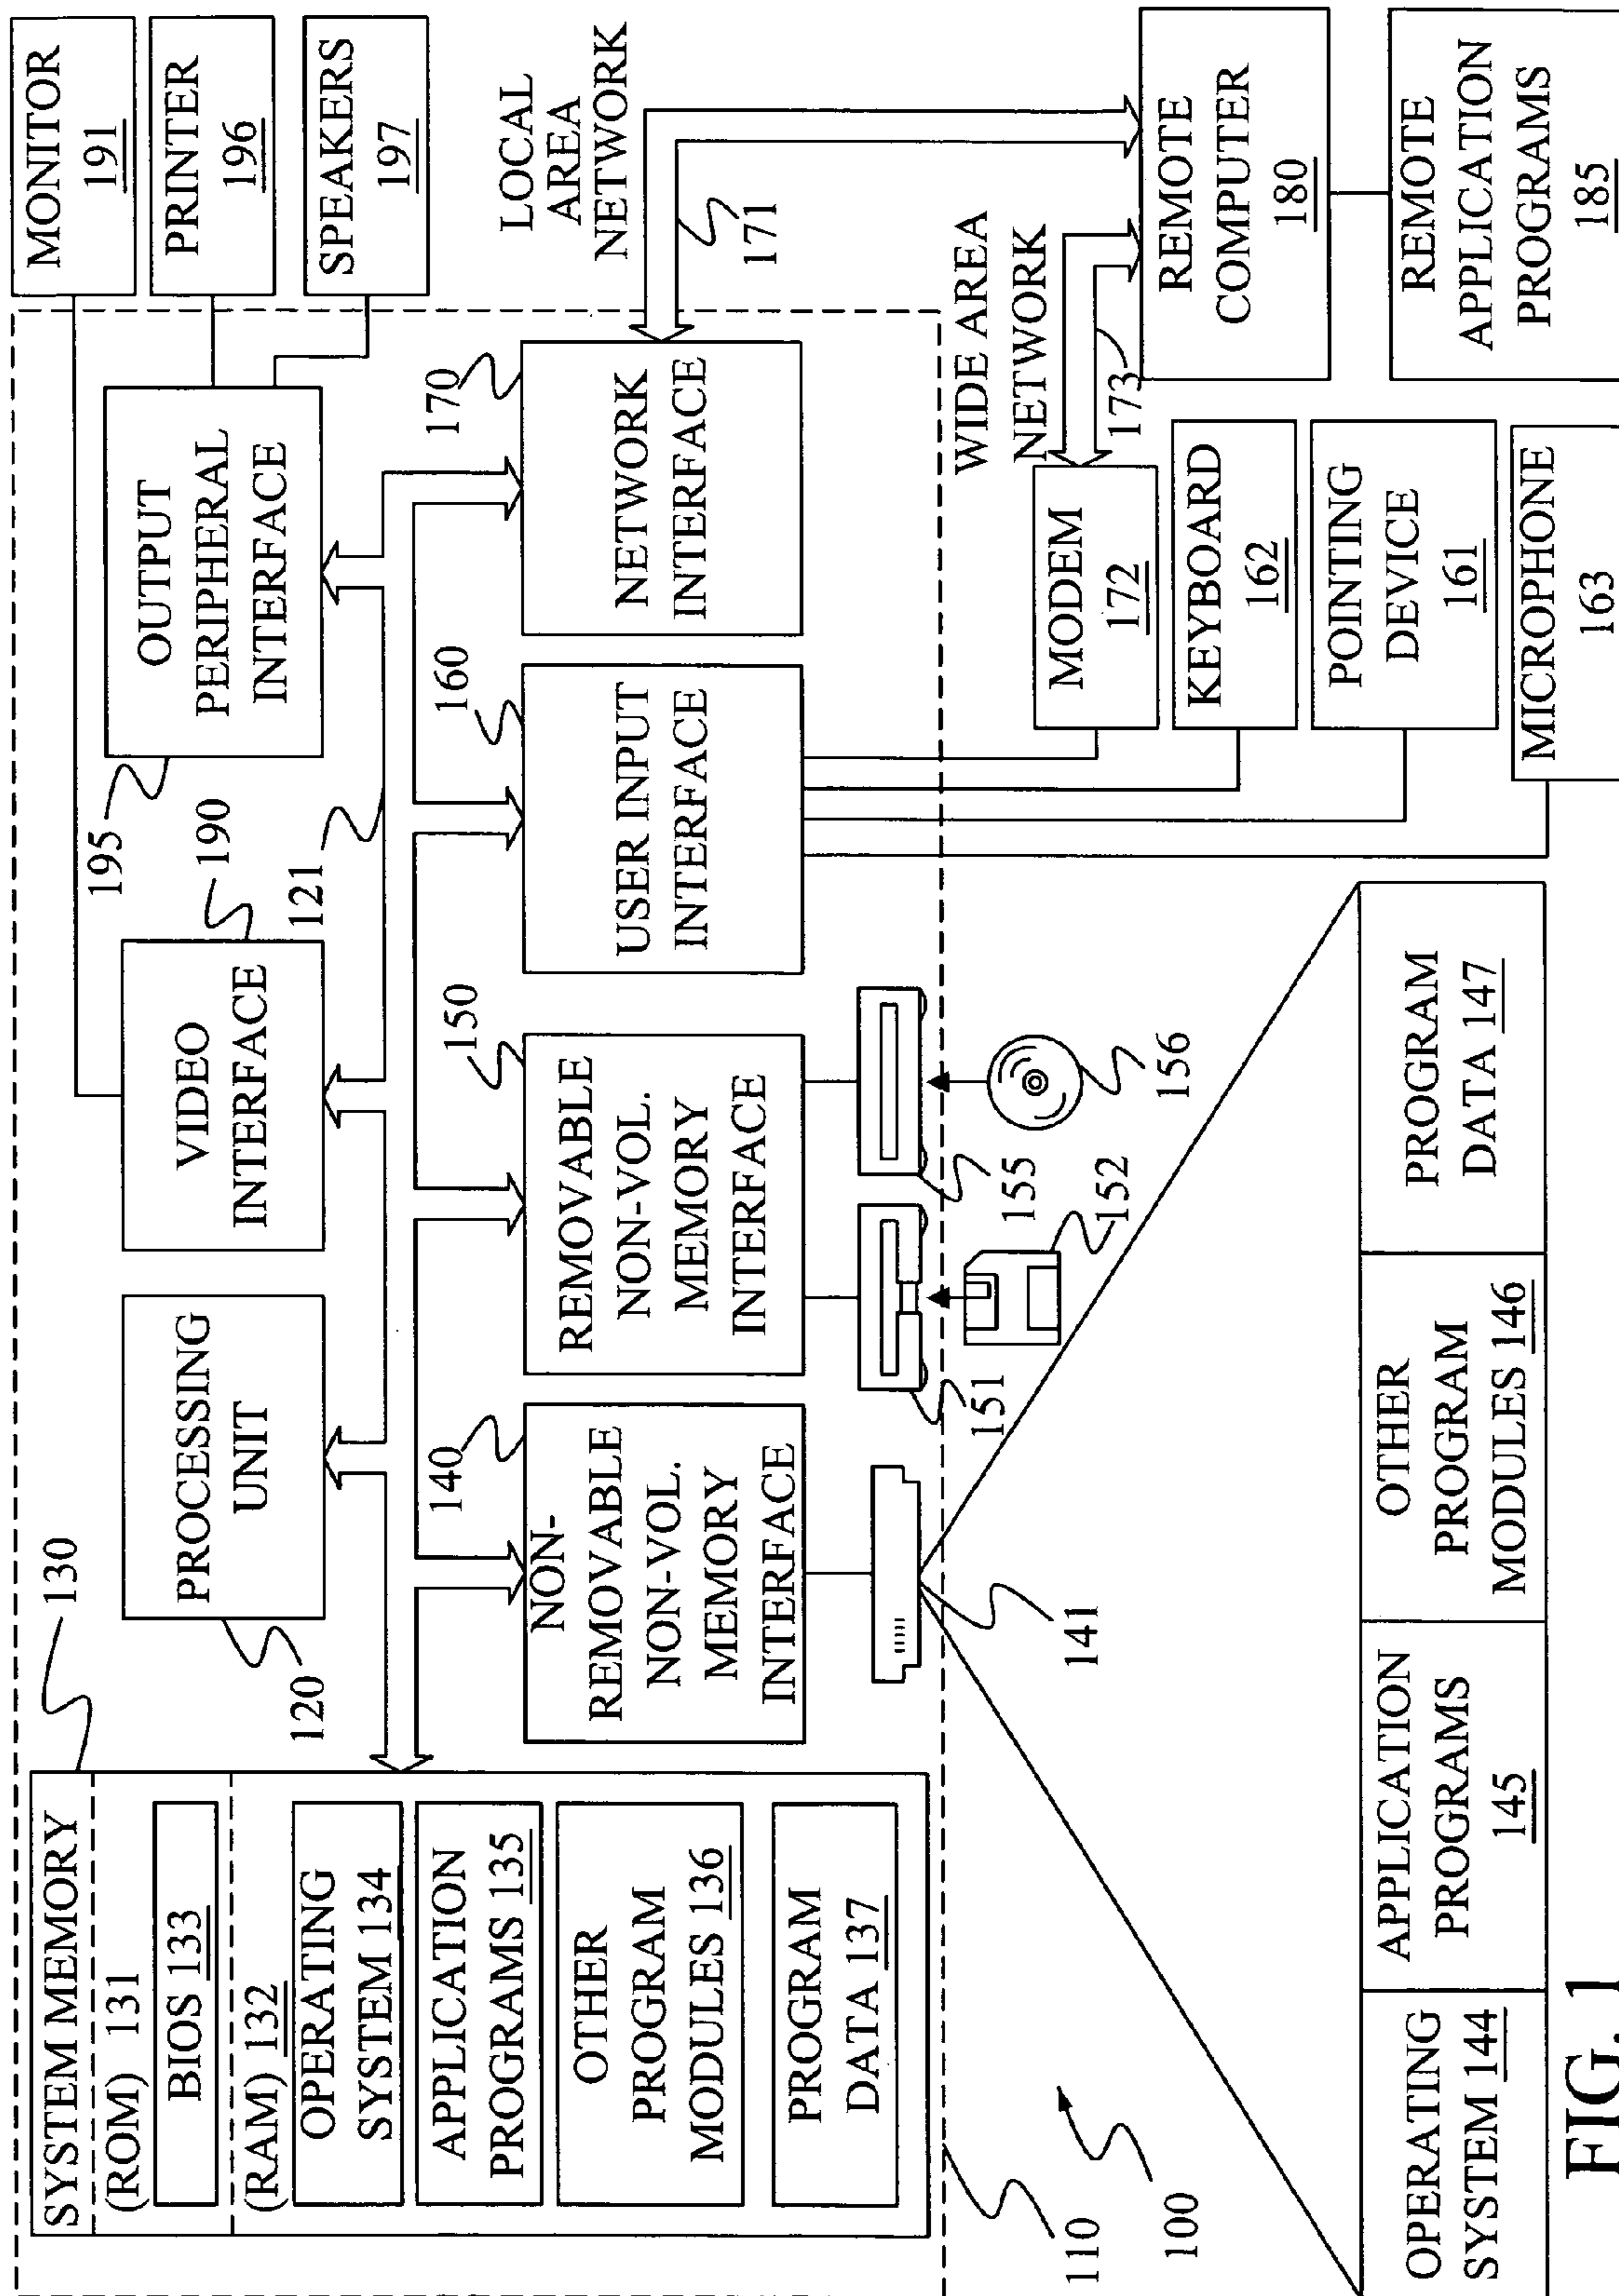 SYSTEM MEMORY
(ROM) 131
BIOS 133
(RAM) 132
OPERATING
SYSTEM 134
APPLICATION
PROGRAMS 135
OTHER
PROGRAM
MODULES 136
PROGRAM
DATA 137
130
120
PROCESSING
UNIT
VIDEO
INTERFACE
190
121
195
OUTPUT
PERIPHERAL
INTERFACE
MONITOR
191
PRINTER
196
SPEAKERS
197
140
NON-
REMOVABLE
NON-VOL.
MEMORY
INTERFACE
150
REMOVABLE
NON-VOL.
MEMORY
INTERFACE
160
USER INPUT
INTERFACE
170
NETWORK
INTERFACE
LOCAL
AREA
NETWORK
171
141
151
152
155
156
WIDE AREA
NETWORK
173
MODEM
172
KEYBOARD
162
POINTING
DEVICE
161
MICROPHONE
163
REMOTE
COMPUTER
180
REMOTE
APPLICATION
PROGRAMS
185
110
100
OPERATING
SYSTEM 144
APPLICATION
PROGRAMS
145
OTHER
PROGRAM
MODULES 146
PROGRAM
DATA 147
FIG. 1